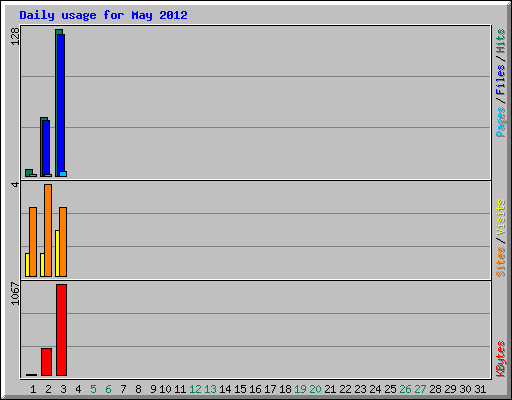 Daily usage for May 2012
128
Pages / Files / Hits
4
Sites / Visits
1067
KBytes
1 2 3 4 5 6 7 8 9 10 11 12 13 14 15 16 17 18 19 20 21 22 23 24 25 26 27 28 29 30 31